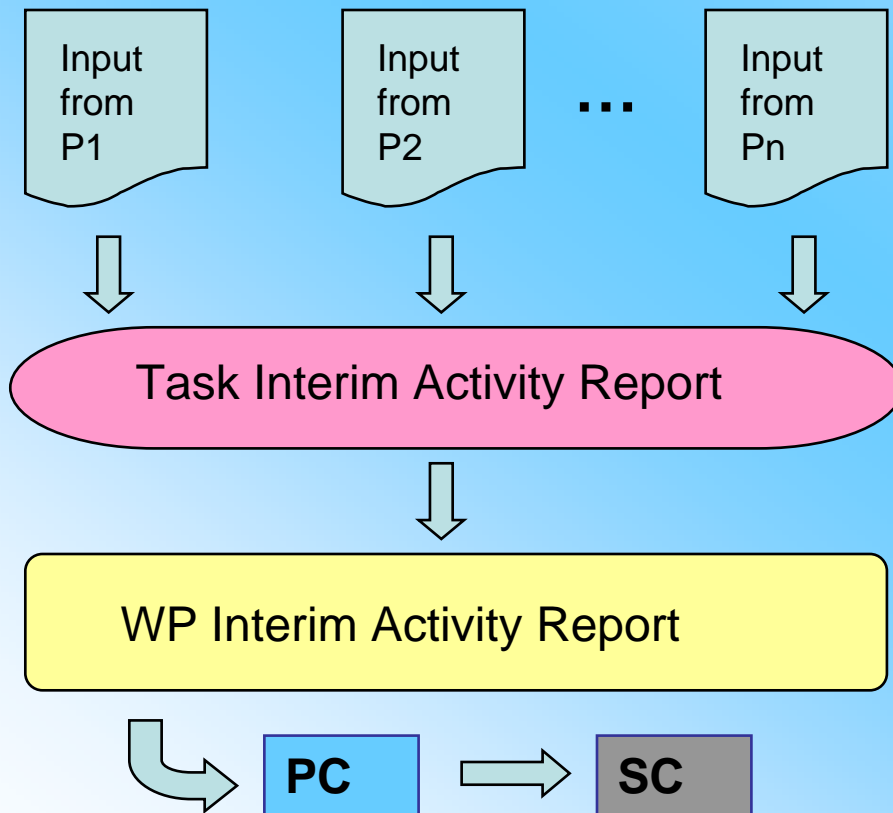 Input
from
P1
Input
from
P2
...
Input
from
Pn
Task Interim Activity Report
WP Interim Activity Report
PC
SC